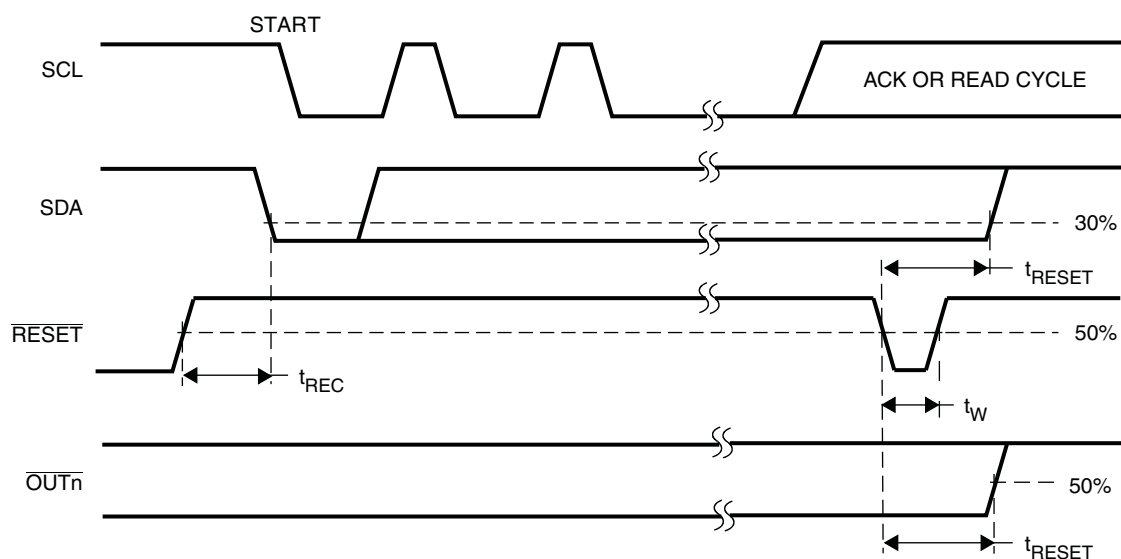 START
SCL
ACK OR READ CYCLE
SDA
30%
tRESET
RESET
50%
tREC
tW
OUTn
50%
tRESET